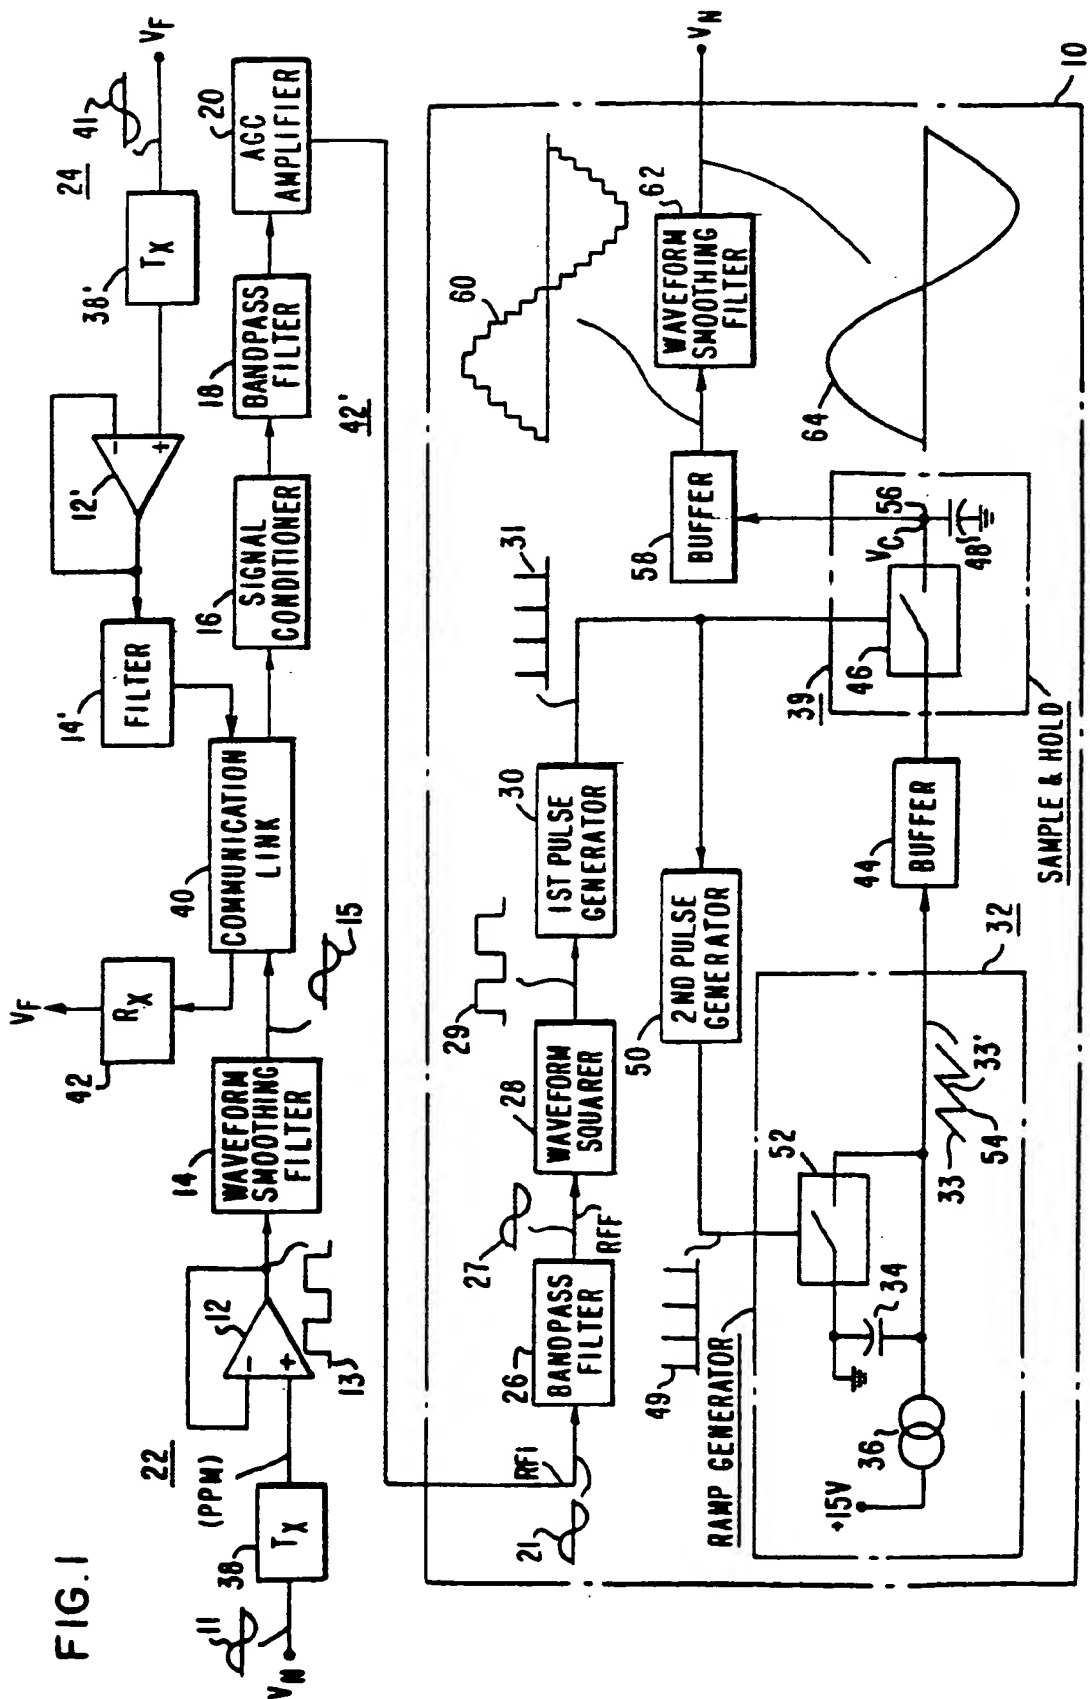 FIG.1
V_N
11
38
T_X
22
(PPM)
12
-
+
13
14
WAVEFORM
SMOOTHING
FILTER
15
V_F
42
R_X
40
COMMUNICATION
LINK
14'
FILTER
12'
-
+
38'
T_X
24
41
V_F
16
SIGNAL
CONDITIONER
18
BANDPASS
FILTER
42'
20
AGC
AMPLIFIER
21
RFI
26
BANDPASS
FILTER
27
RFF
28
WAVEFORM
SQUARER
29
30
1ST PULSE
GENERATOR
31
58
BUFFER
60
62
WAVEFORM
SMOOTHING
FILTER
V_N
64
49
50
2ND PULSE
GENERATOR
39
46
V_C
56
48
SAMPLE & HOLD
44
BUFFER
32
RAMP GENERATOR
52
34
36
+15V
33
54
33'
10